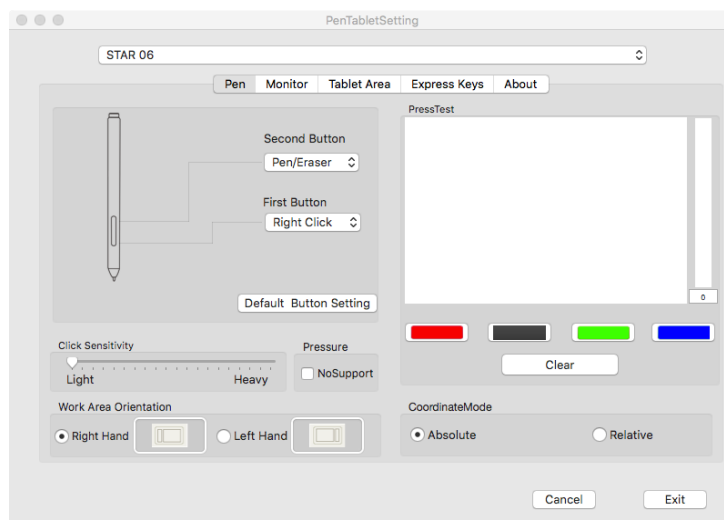 PenTabletSetting
STAR 06
Pen Monitor Tablet Area Express Keys About
Second Button
Pen/Eraser
First Button
Right Click
Default Button Setting
PressTest
0
Clear
Click Sensitivity
Light Heavy
Pressure
NoSupport
Work Area Orientation
Right Hand Left Hand
CoordinateMode
Absolute Relative
Cancel Exit